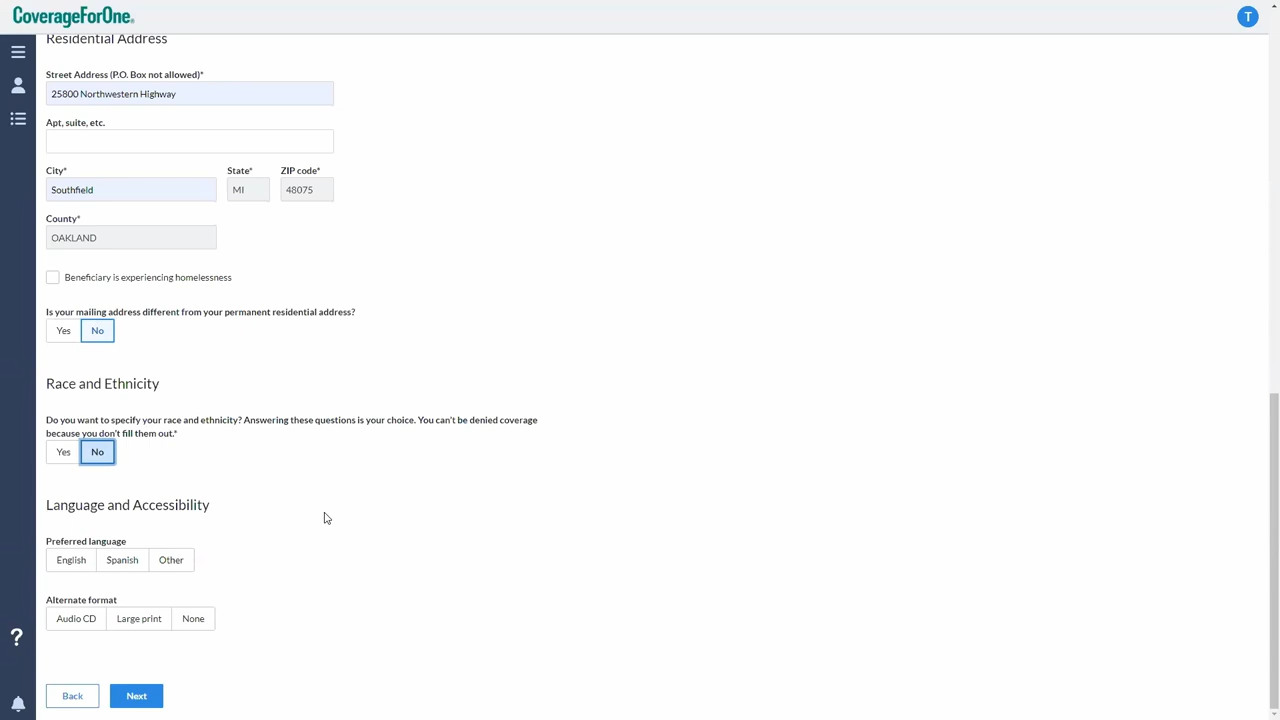 CoverageForOne.
T
Residential Address
Street Address (P.O. Box not allowed)*
25800 Northwestern Highway
Apt, suite, etc.
City* State* ZIP code*
Southfield MI 48075
County*
OAKLAND
Beneficiary is experiencing homelessness
Is your mailing address different from your permanent residential address?
Yes No
Race and Ethnicity
Do you want to specify your race and ethnicity? Answering these questions is your choice. You can't be denied coverage
because you don't fill them out.*
Yes No
Language and Accessibility
Preferred language
English Spanish Other
Alternate format
Audio CD Large print None
?
Back Next